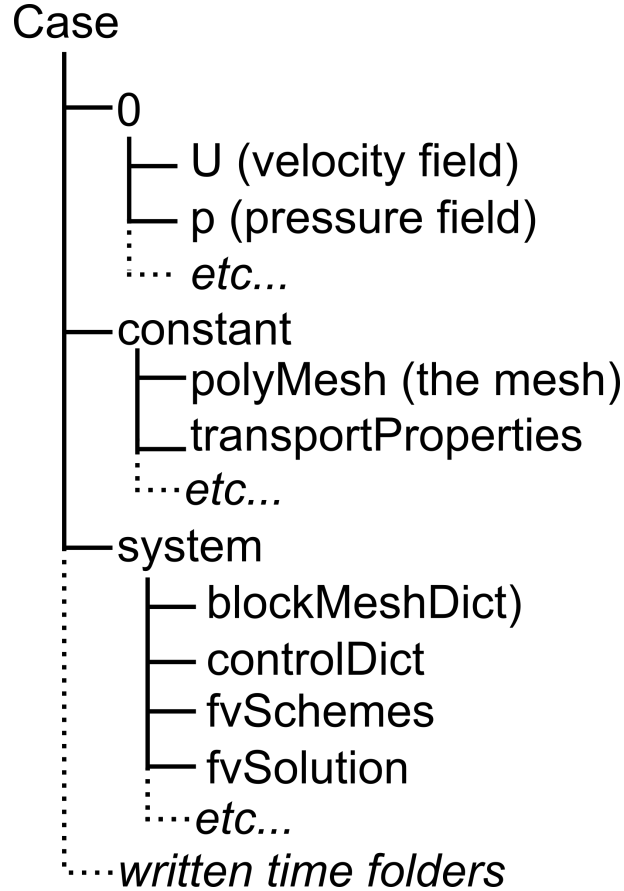 Case
0
U (velocity field)
p (pressure field)
etc...
constant
polyMesh (the mesh)
transportProperties
etc...
system
blockMeshDict)
controlDict
fvSchemes
fvSolution
etc...
written time folders